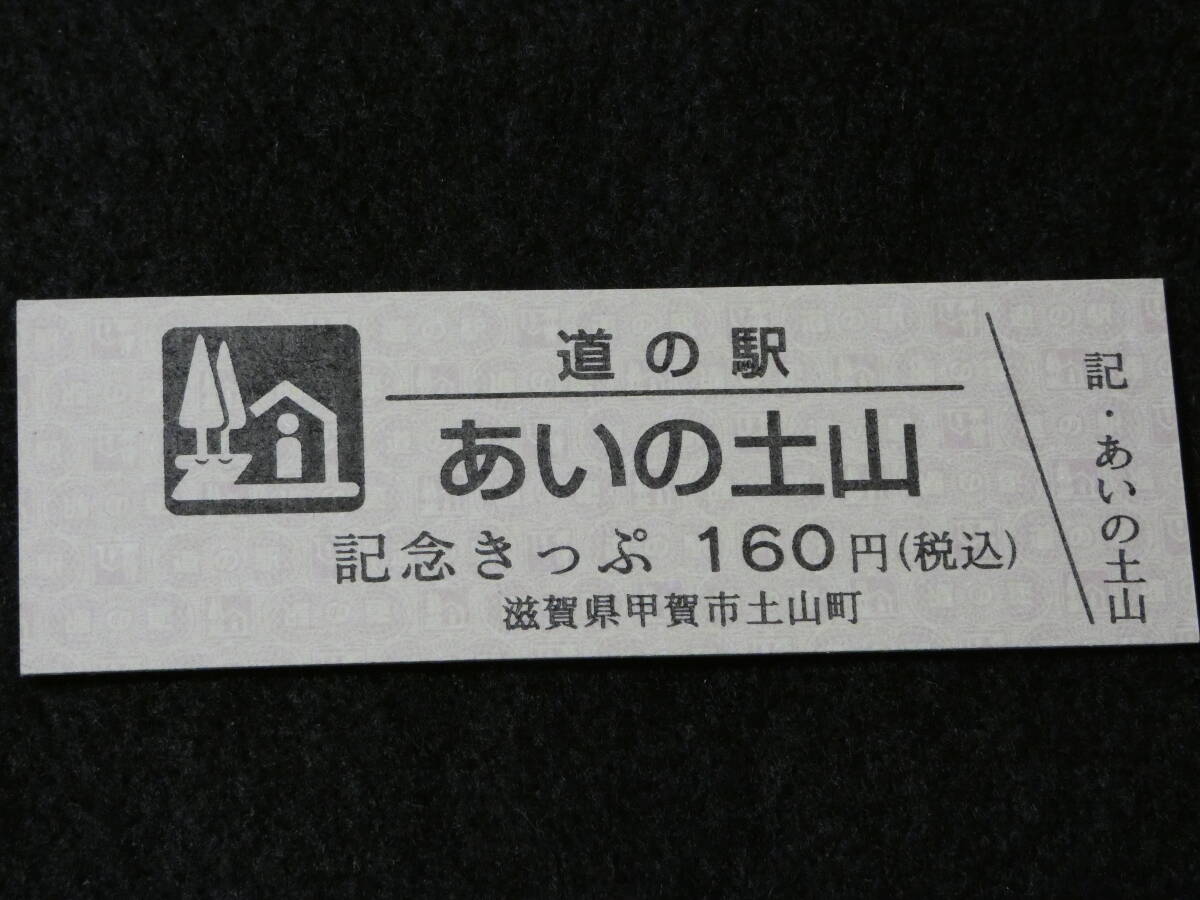 道の駅
あいの土山
記念きっぷ 160円(税込)
滋賀県甲賀市土山町
記・あいの土山